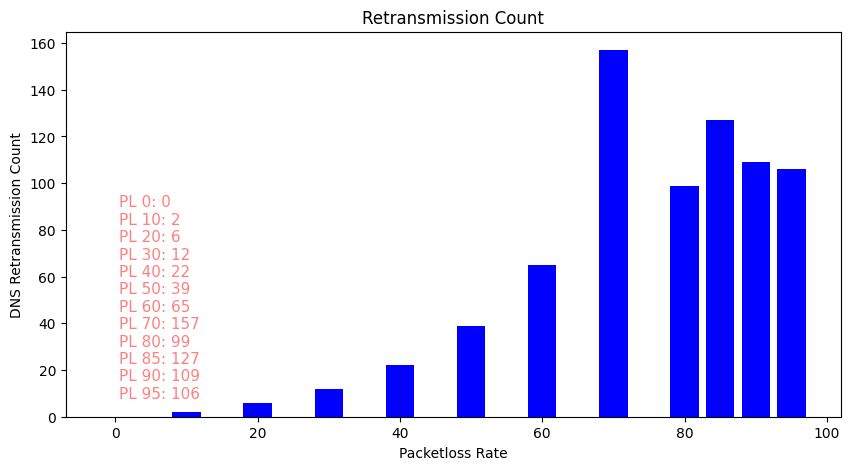 Retransmission Count
160
140
120
100
80
60
40
20
0
DNS Retransmission Count
PL 0: 0
PL 10: 2
PL 20: 6
PL 30: 12
PL 40: 22
PL 50: 39
PL 60: 65
PL 70: 157
PL 80: 99
PL 85: 127
PL 90: 109
PL 95: 106
0 20 40 60 80 100
Packetloss Rate